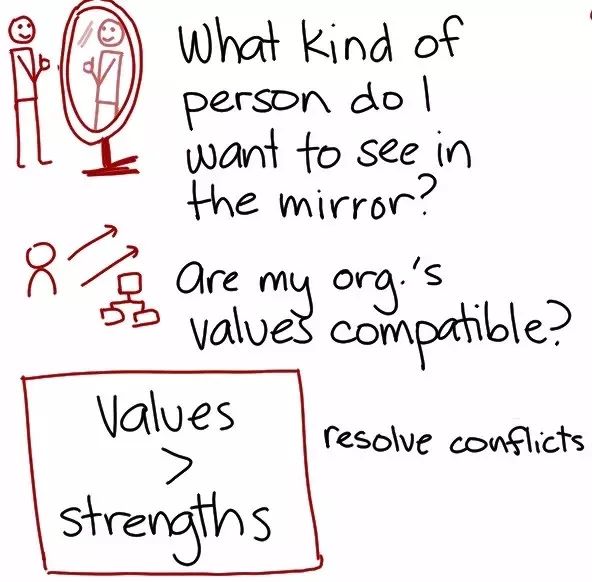 What kind of
person do I
want to see in
the mirror?
are my org.'s
values compatible?
Values
>
strengths
resolve conflicts